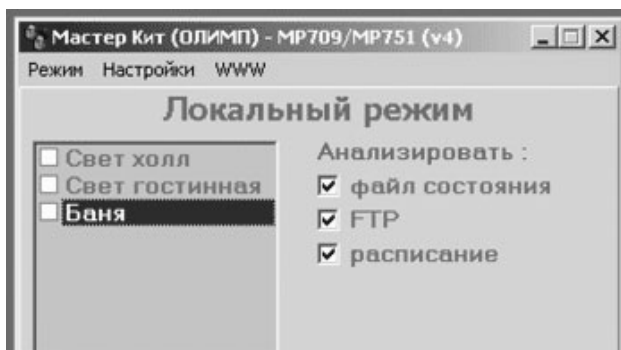 Мастер Кит (ОЛИМП) - MP709/MP751 (v4)
Режим Настройки WWW
Локальный режим
Свет холл
Свет гостинная
Баня
Анализировать :
файл состояния
FTP
расписание